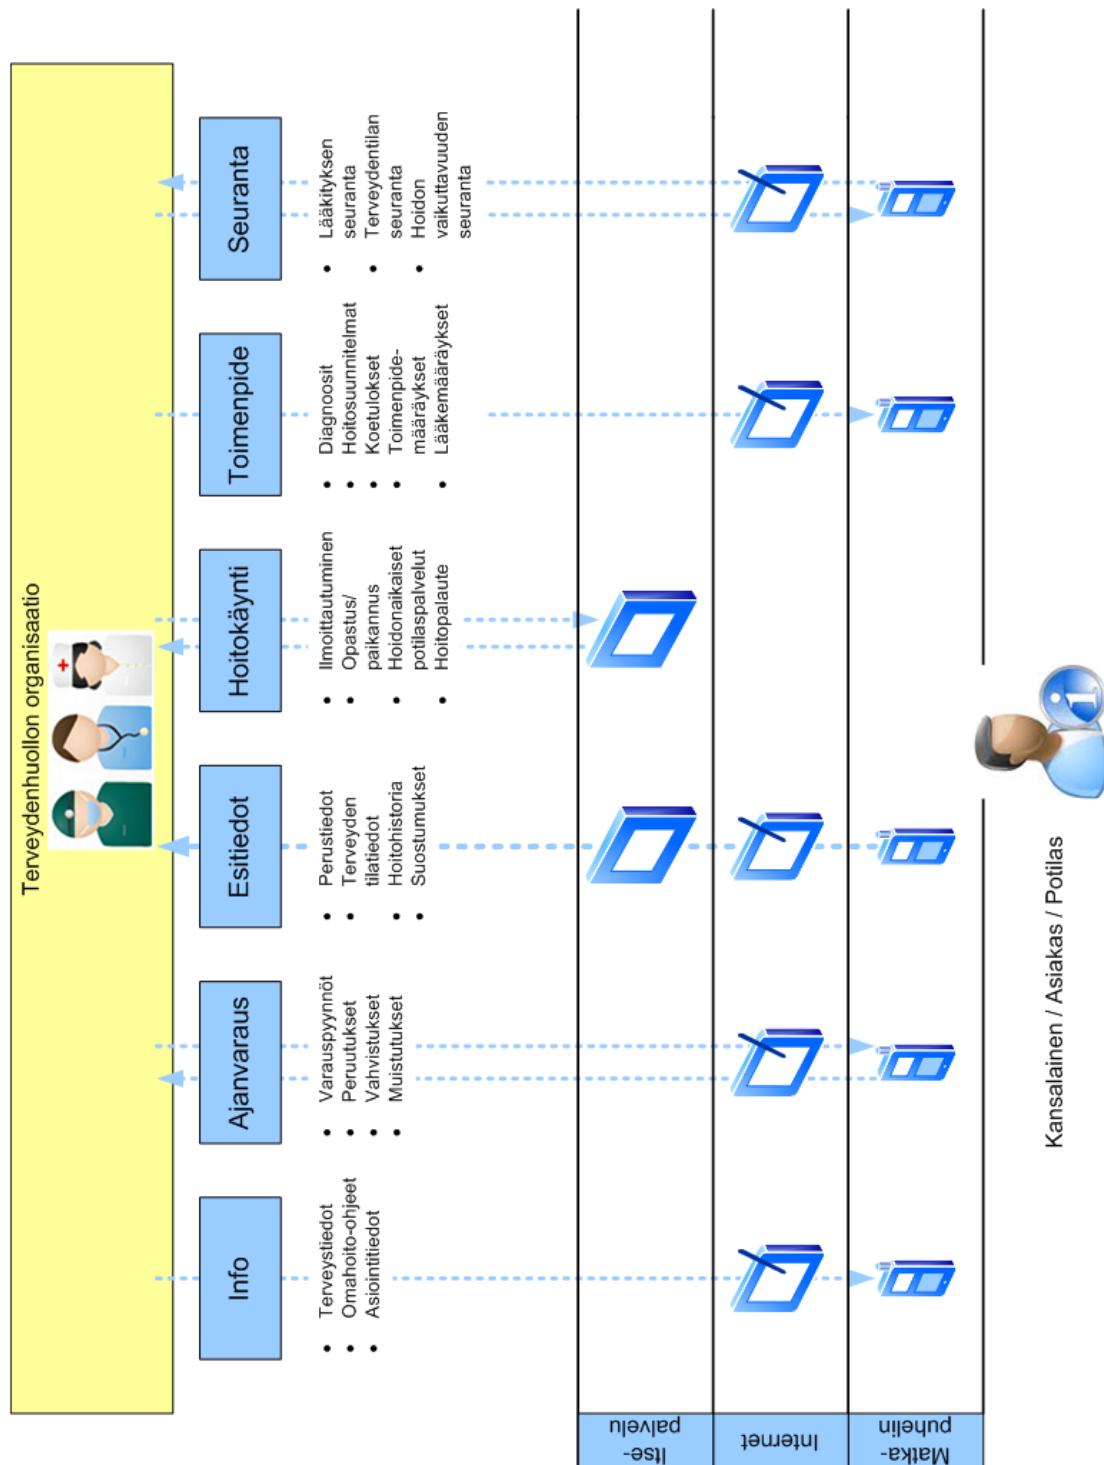 Terveydenhuollon organisaatio
Info
Terveystiedot
Omahoito-ohjeet
Asiointitiedot
Ajanvaraus
Varauspyynnöt
Peruutukset
Vahvistukset
Muistutukset
Esitiedot
Perustiedot
Terveyden
tilatiedot
Hoitohistoria
Suostumukset
Hoitokäynti
Ilmoittautuminen
Opastus/
paikannus
Hoidonaikaiset
potilaspalvelut
Hoitopalaute
Toimenpide
Diagnoosit
Hoitosuunnitelmat
Koetulokset
Toimenpide-
määräykset
Lääkemääräykset
Seuranta
Lääkityksen
seuranta
Terveydentilan
seuranta
Hoidon
vaikuttavuuden
seuranta
Itse-
palvelu
Internet
Matka-
puhelin
Kansalainen / Asiakas / Potilas